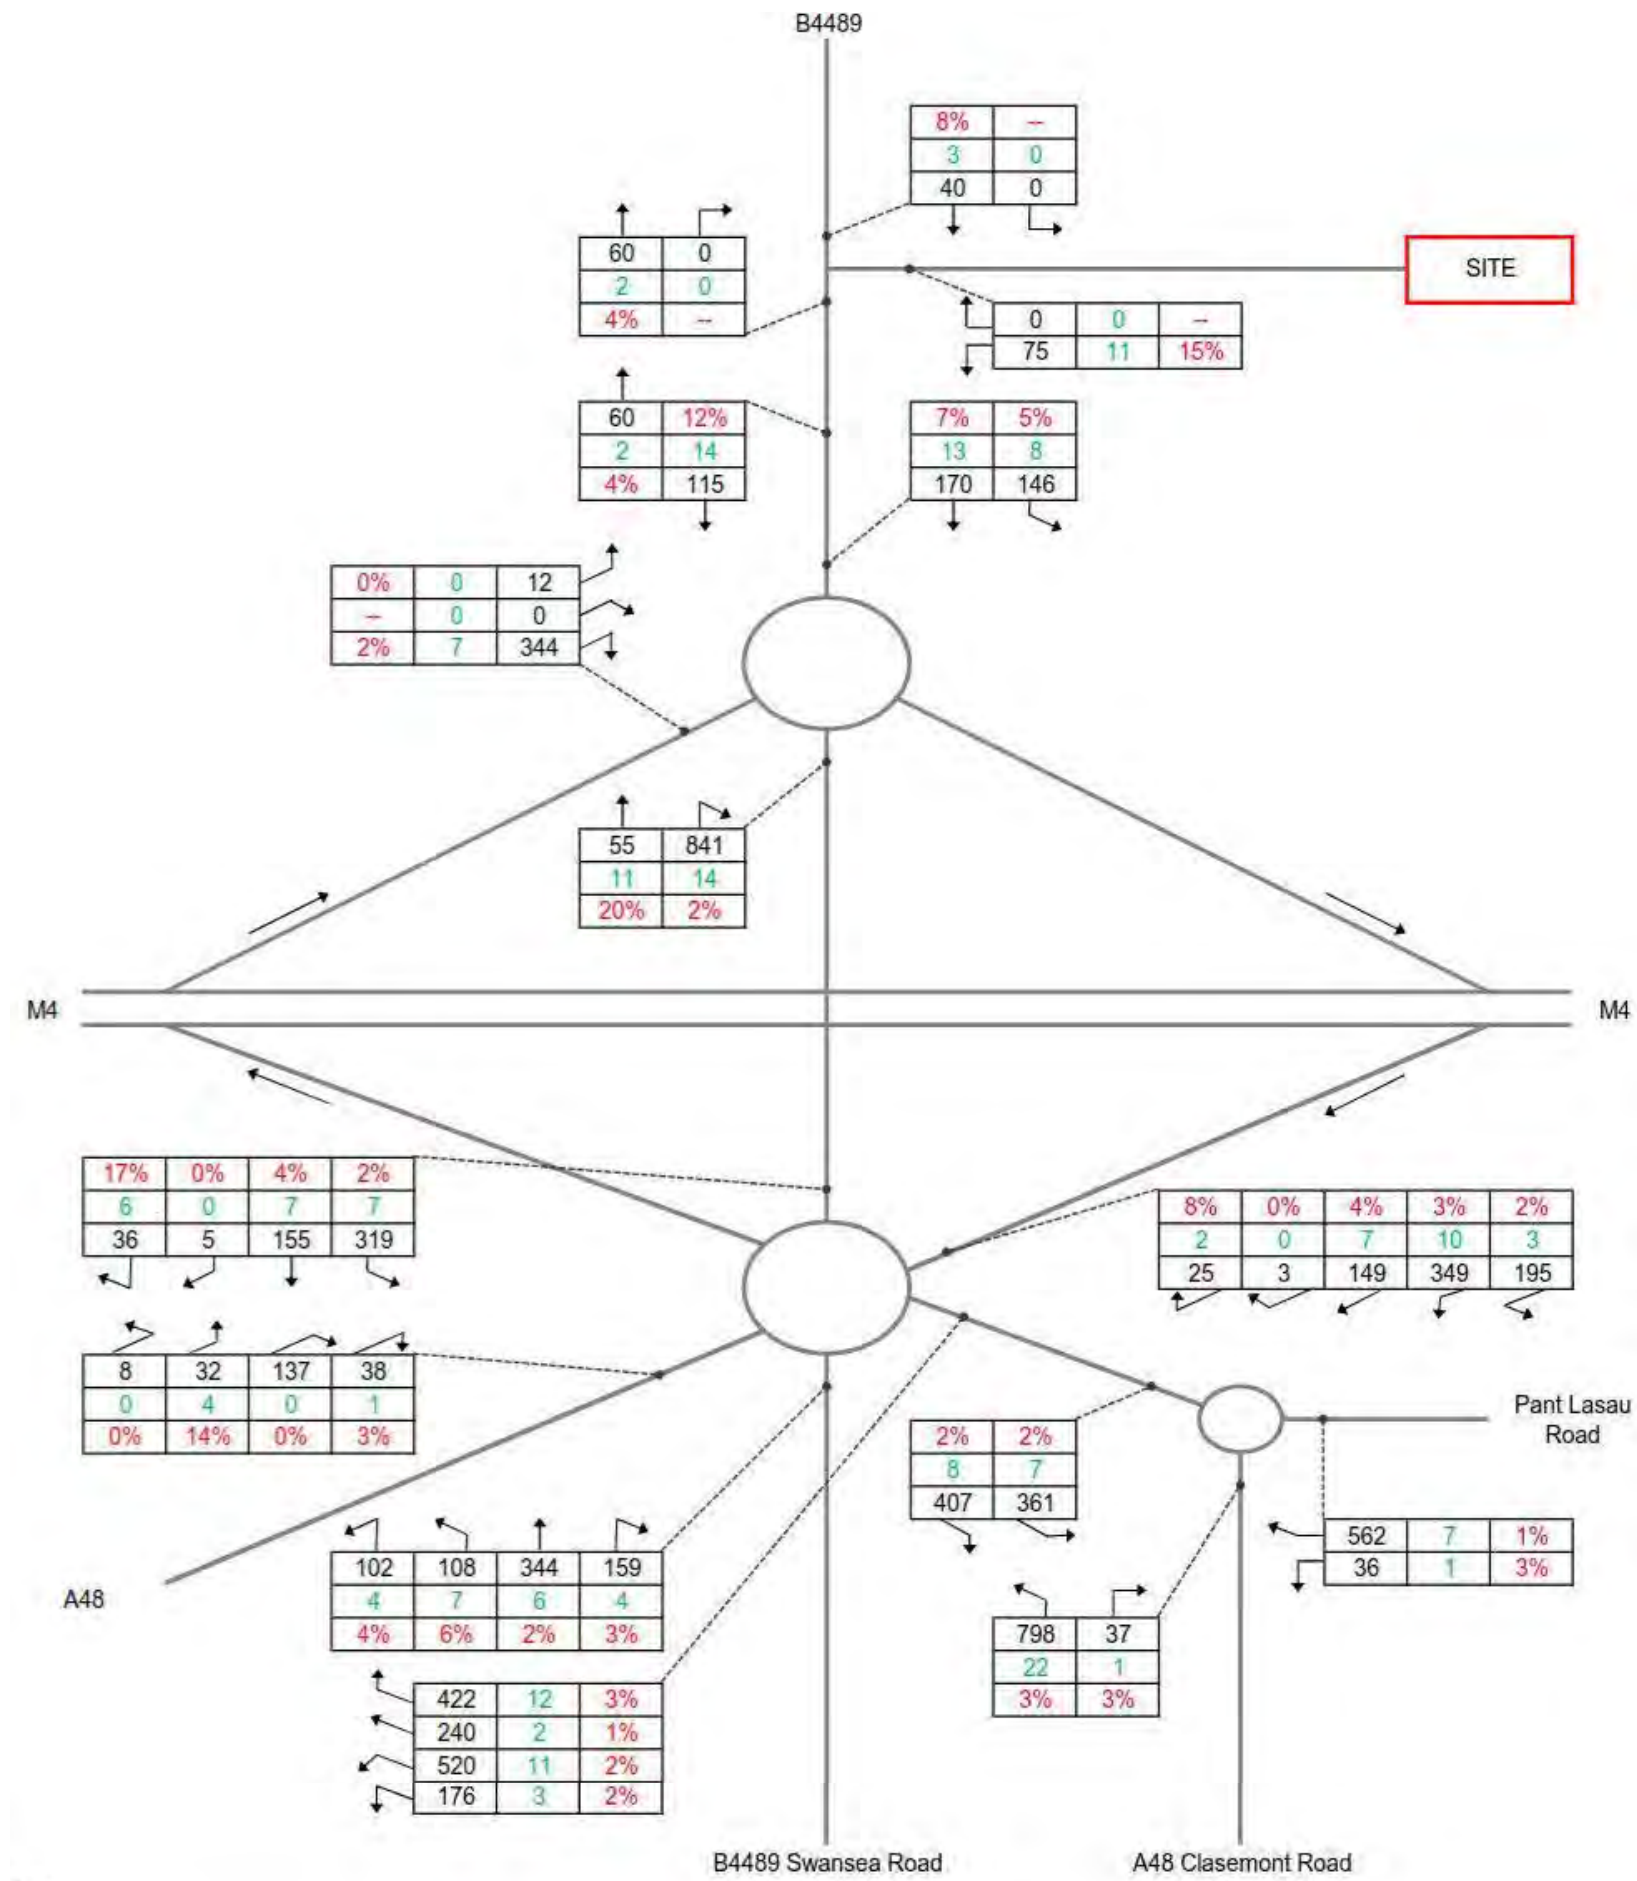 B4489
8% --
3 0
40 0
60 0
2 0
4% --
SITE
0 0 --
75 11 15%
60 12%
2 14
4% 115
7% 5%
13 8
170 146
0% 0 12
-- 0 0
2% 7 344
55 841
11 14
20% 2%
M4
M4
17% 0% 4% 2%
6 0 7 7
36 5 155 319
8% 0% 4% 3% 2%
2 0 7 10 3
25 3 149 349 195
8 32 137 38
0 4 0 1
0% 14% 0% 3%
Pant Lasau
Road
2% 2%
8 7
407 361
562 7 1%
36 1 3%
A48
102 108 344 159
4 7 6 4
4% 6% 2% 3%
798 37
22 1
3% 3%
422 12 3%
240 2 1%
520 11 2%
176 3 2%
B4489 Swansea Road
A48 Clasemont Road